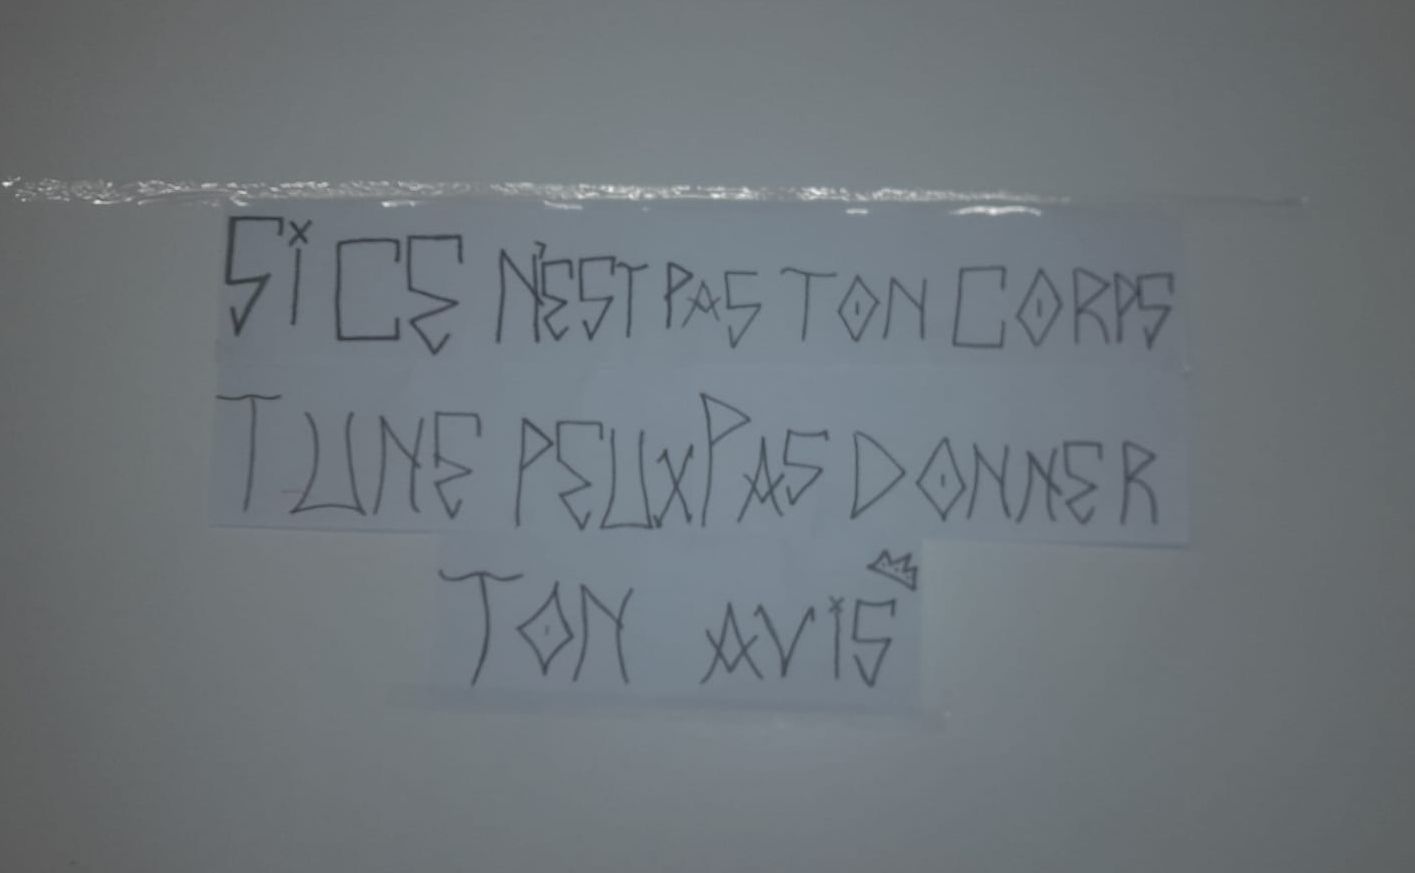 Si CE N'EST PAS TON CORPS
TU NE PEUX PAS DONNER
TON AViS